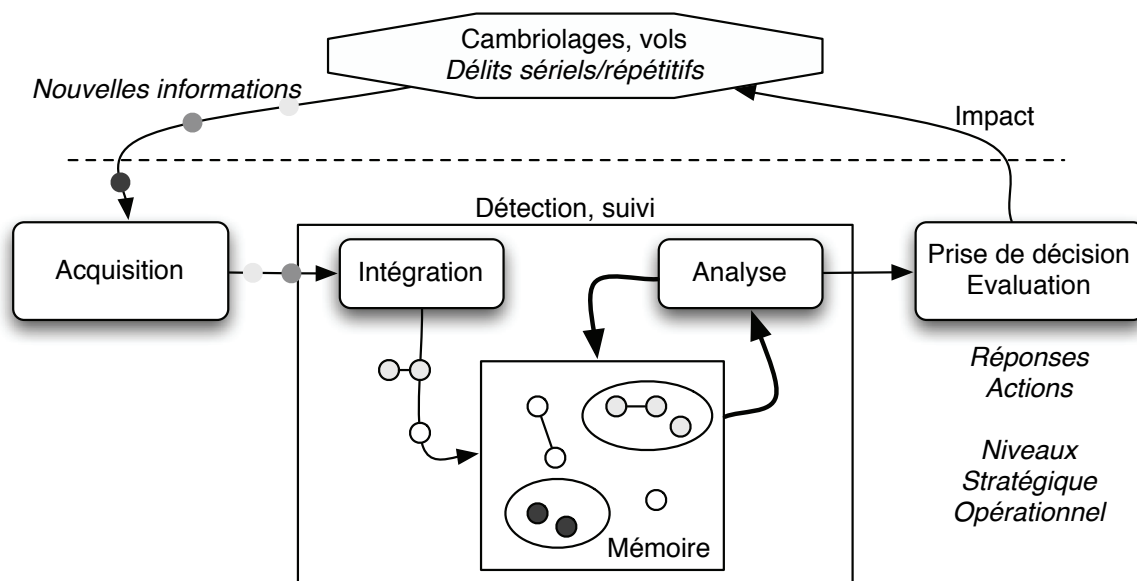 Cambriolages, vols
Délits sériels/répétitifs
Nouvelles informations
Impact
Détection, suivi
Acquisition
Intégration
Analyse
Prise de décision
Evaluation
Réponses
Actions
Niveaux
Stratégique
Opérationnel
Mémoire